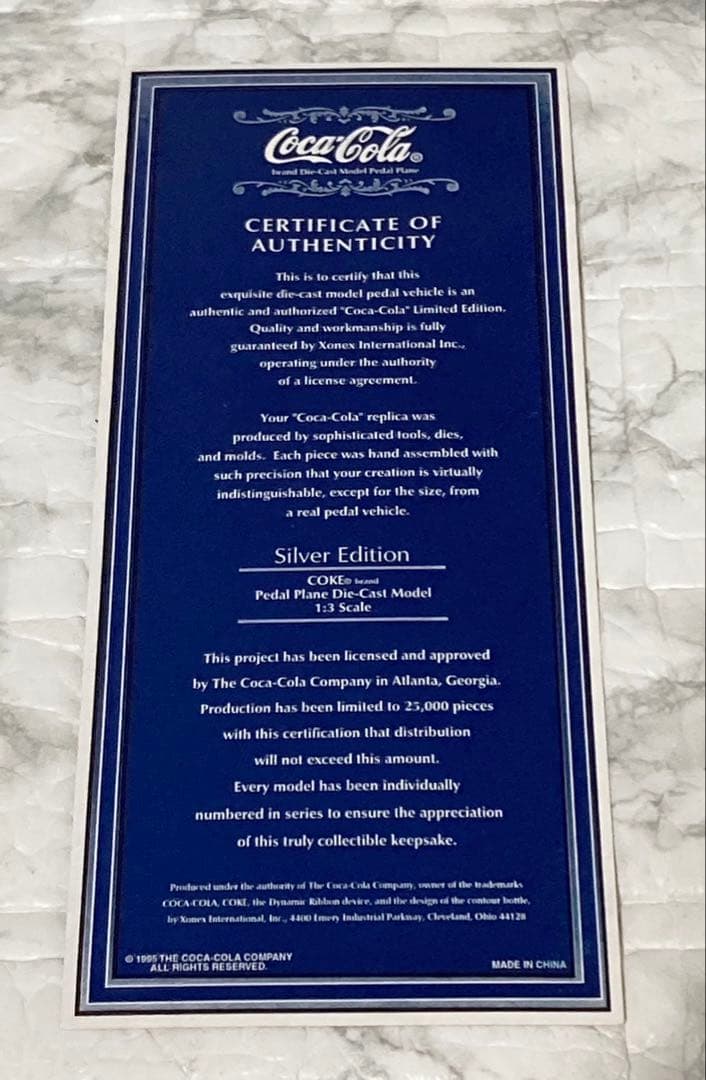 Coca-Cola®
brand Die-Cast Model Pedal Plane
CERTIFICATE OF
AUTHENTICITY
This is to certify that this
exquisite die-cast model pedal vehicle is an
authentic and authorized "Coca-Cola" Limited Edition.
Quality and workmanship is fully
guaranteed by Xonex International Inc.,
operating under the authority
of a license agreement.
Your "Coca-Cola" replica was
produced by sophisticated tools, dies,
and molds. Each piece was hand assembled with
such precision that your creation is virtually
indistinguishable, except for the size, from
a real pedal vehicle.
Silver Edition
COKE® brand
Pedal Plane Die-Cast Model
1:3 Scale
This project has been licensed and approved
by The Coca-Cola Company in Atlanta, Georgia.
Production has been limited to 25,000 pieces
with this certification that distribution
will not exceed this amount.
Every model has been individually
numbered in series to ensure the appreciation
of this truly collectible keepsake.
Produced under the authority of The Coca-Cola Company, owner of the trademarks
COCA-COLA, COKE, the Dynamic Ribbon device, and the design of the contour bottle,
by Xonex International, Inc., 4400 Emery Industrial Parkway, Cleveland, Ohio 44128
© 1995 THE COCA-COLA COMPANY
ALL RIGHTS RESERVED.
MADE IN CHINA